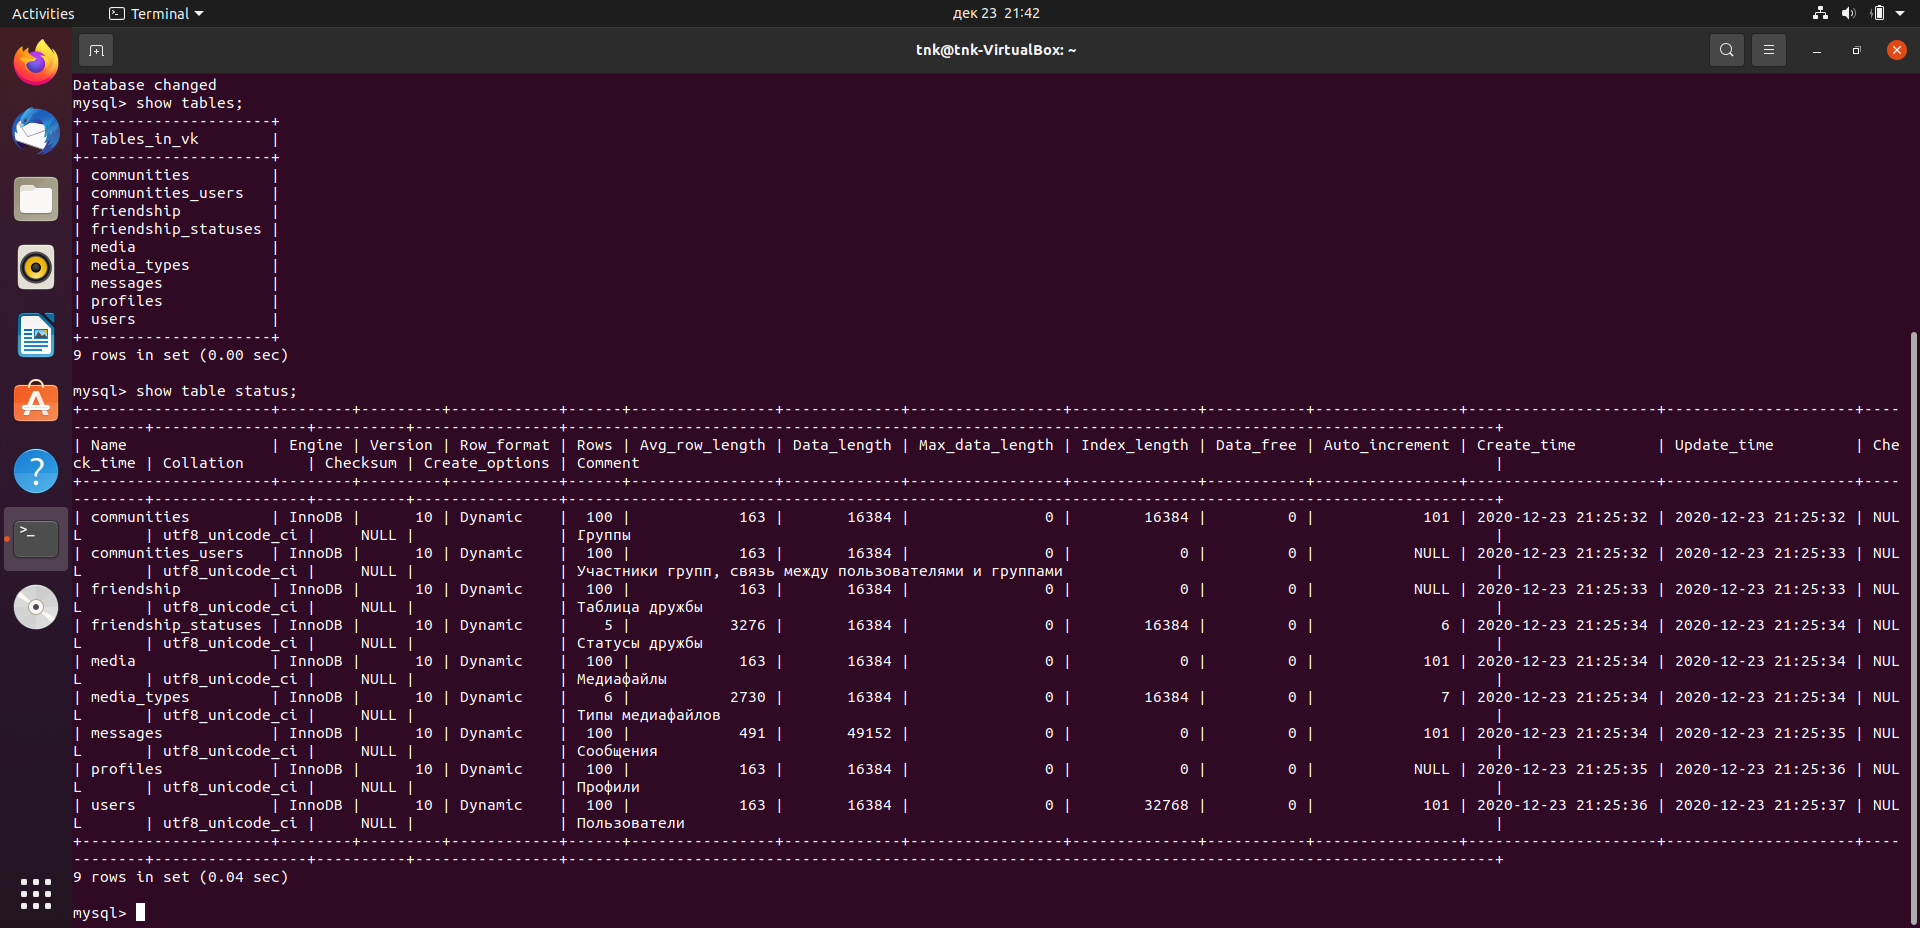 Activities
Terminal
дек 23 21:42
tnk@tnk-VirtualBox: ~
Database changed
mysql> show tables;
+---------------------+
| Tables_in_vk        |
+---------------------+
| communities         |
| communities_users   |
| friendship          |
| friendship_statuses |
| media               |
| media_types         |
| messages            |
| profiles            |
| users               |
+---------------------+
9 rows in set (0.00 sec)
mysql> show table status;
+---------------------+--------+---------+------------+------+----------------+-------------+-----------------+--------------+-----------+----------------+---------------------+---------------------+----
--------+----------------+----------+----------------+-------------------------------------------------------------------------------------------------------+
| Name                | Engine | Version | Row_format | Rows | Avg_row_length | Data_length | Max_data_length | Index_length | Data_free | Auto_increment | Create_time         | Update_time         | Che
ck_time | Collation       | Checksum | Create_options | Comment                                                                                               |
+---------------------+--------+---------+------------+------+----------------+-------------+-----------------+--------------+-----------+----------------+---------------------+---------------------+----
--------+-----------------+----------+----------------+-------------------------------------------------------------------------------------------------------+
| communities         | InnoDB |      10 | Dynamic    |  100 |            163 |       16384 |               0 |        16384 |         0 |            101 | 2020-12-23 21:25:32 | 2020-12-23 21:25:32 | NUL
L       | utf8_unicode_ci |     NULL |                | Группы                                                                                                |
| communities_users   | InnoDB |      10 | Dynamic    |  100 |            163 |       16384 |               0 |            0 |         0 |           NULL | 2020-12-23 21:25:32 | 2020-12-23 21:25:33 | NUL
L       | utf8_unicode_ci |     NULL |                | Участники групп, связь между пользователями и группами                                                |
| friendship          | InnoDB |      10 | Dynamic    |  100 |            163 |       16384 |               0 |            0 |         0 |           NULL | 2020-12-23 21:25:33 | 2020-12-23 21:25:33 | NUL
L       | utf8_unicode_ci |     NULL |                | Таблица дружбы                                                                                        |
| friendship_statuses | InnoDB |      10 | Dynamic    |    5 |           3276 |       16384 |               0 |        16384 |         0 |              6 | 2020-12-23 21:25:34 | 2020-12-23 21:25:34 | NUL
L       | utf8_unicode_ci |     NULL |                | Статусы дружбы                                                                                        |
| media               | InnoDB |      10 | Dynamic    |  100 |            163 |       16384 |               0 |            0 |         0 |            101 | 2020-12-23 21:25:34 | 2020-12-23 21:25:34 | NUL
L       | utf8_unicode_ci |     NULL |                | Медиафайлы                                                                                            |
| media_types         | InnoDB |      10 | Dynamic    |    6 |           2730 |       16384 |               0 |        16384 |         0 |              7 | 2020-12-23 21:25:34 | 2020-12-23 21:25:34 | NUL
L       | utf8_unicode_ci |     NULL |                | Типы медиафайлов                                                                                      |
| messages            | InnoDB |      10 | Dynamic    |  100 |            491 |       49152 |               0 |            0 |         0 |            101 | 2020-12-23 21:25:34 | 2020-12-23 21:25:35 | NUL
L       | utf8_unicode_ci |     NULL |                | Сообщения                                                                                             |
| profiles            | InnoDB |      10 | Dynamic    |  100 |            163 |       16384 |               0 |            0 |         0 |           NULL | 2020-12-23 21:25:35 | 2020-12-23 21:25:36 | NUL
L       | utf8_unicode_ci |     NULL |                | Профили                                                                                               |
| users               | InnoDB |      10 | Dynamic    |  100 |            163 |       16384 |               0 |        32768 |         0 |            101 | 2020-12-23 21:25:36 | 2020-12-23 21:25:37 | NUL
L       | utf8_unicode_ci |     NULL |                | Пользователи                                                                                          |
+---------------------+--------+---------+------------+------+----------------+-------------+-----------------+--------------+-----------+----------------+---------------------+---------------------+----
--------+-----------------+----------+----------------+-------------------------------------------------------------------------------------------------------+
9 rows in set (0.04 sec)
mysql>